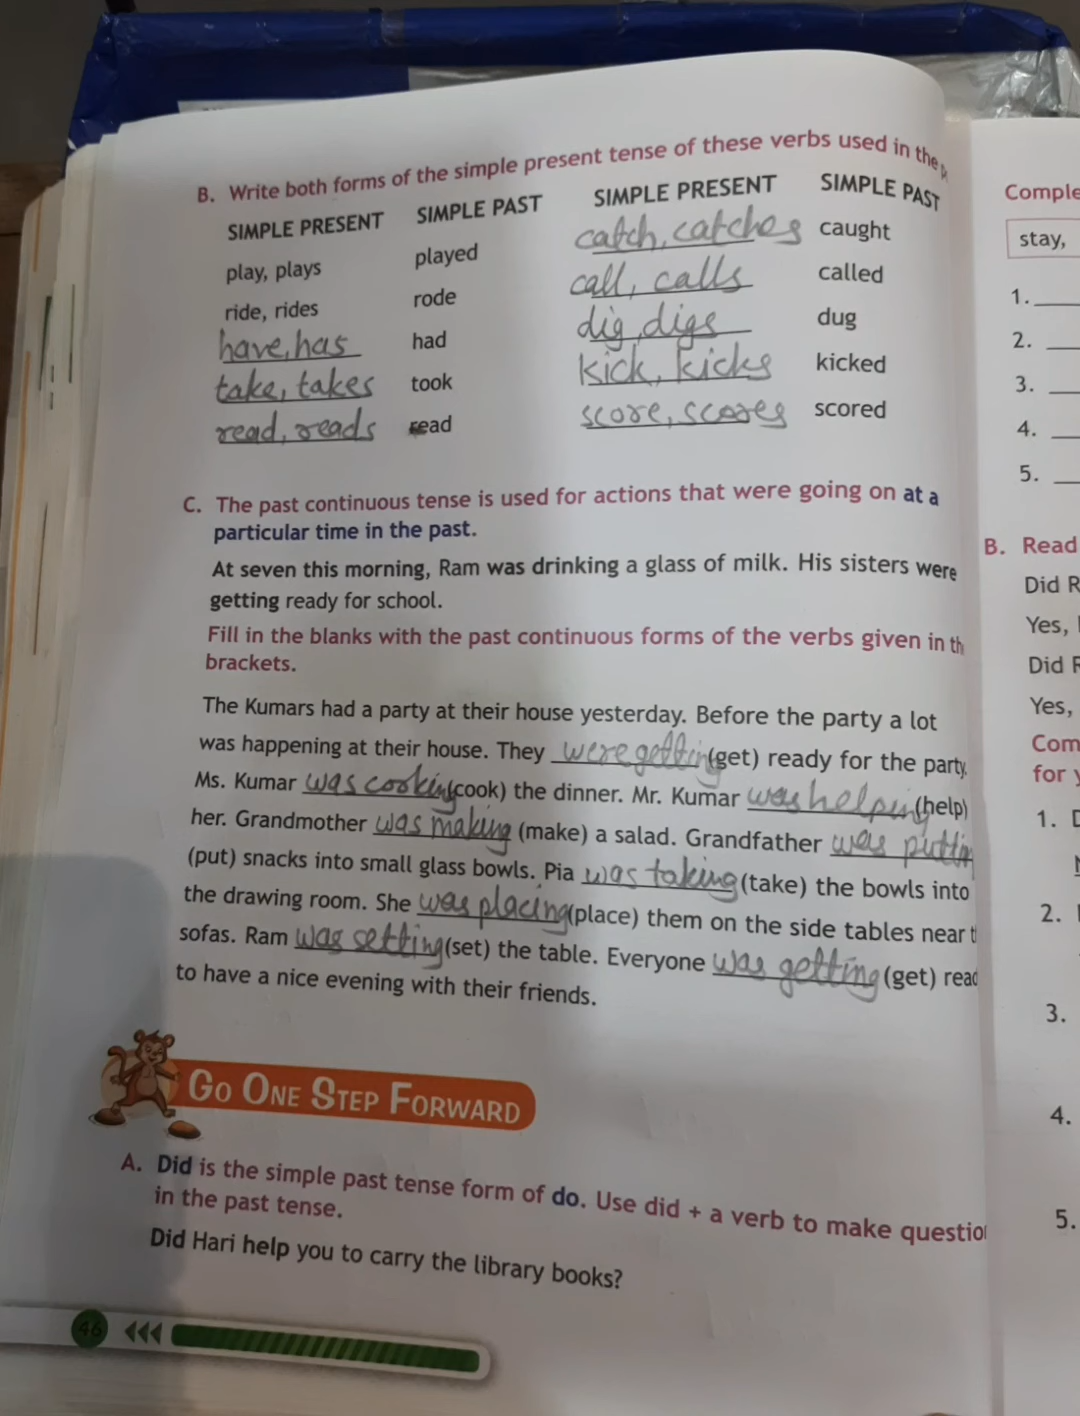 B. Write both forms of the simple present tense of these verbs used in the
SIMPLE PRESENT SIMPLE PAST SIMPLE PRESENT SIMPLE PAST
play, plays played catch, catches caught
ride, rides rode call, calls called
have, has had dig, digs dug
take, takes took kick, kicks kicked
read, reads read score, scores scored
C. The past continuous tense is used for actions that were going on at a
particular time in the past.
At seven this morning, Ram was drinking a glass of milk. His sisters were
getting ready for school.
Fill in the blanks with the past continuous forms of the verbs given in th
brackets.
The Kumars had a party at their house yesterday. Before the party a lot
was happening at their house. They were getting (get) ready for the party.
Ms. Kumar was cooking (cook) the dinner. Mr. Kumar was helping (help)
her. Grandmother was making (make) a salad. Grandfather was puttin
(put) snacks into small glass bowls. Pia was taking (take) the bowls into
the drawing room. She was placing (place) them on the side tables near t
sofas. Ram was setting (set) the table. Everyone was getting (get) read
to have a nice evening with their friends.
GO ONE STEP FORWARD
A. Did is the simple past tense form of do. Use did + a verb to make questio
in the past tense.
Did Hari help you to carry the library books?
46
Comple
stay,
1.
2.
3.
4.
5.
B. Read
Did R
Yes,
Did
Yes,
Com
for y
1.
2.
3.
4.
5.